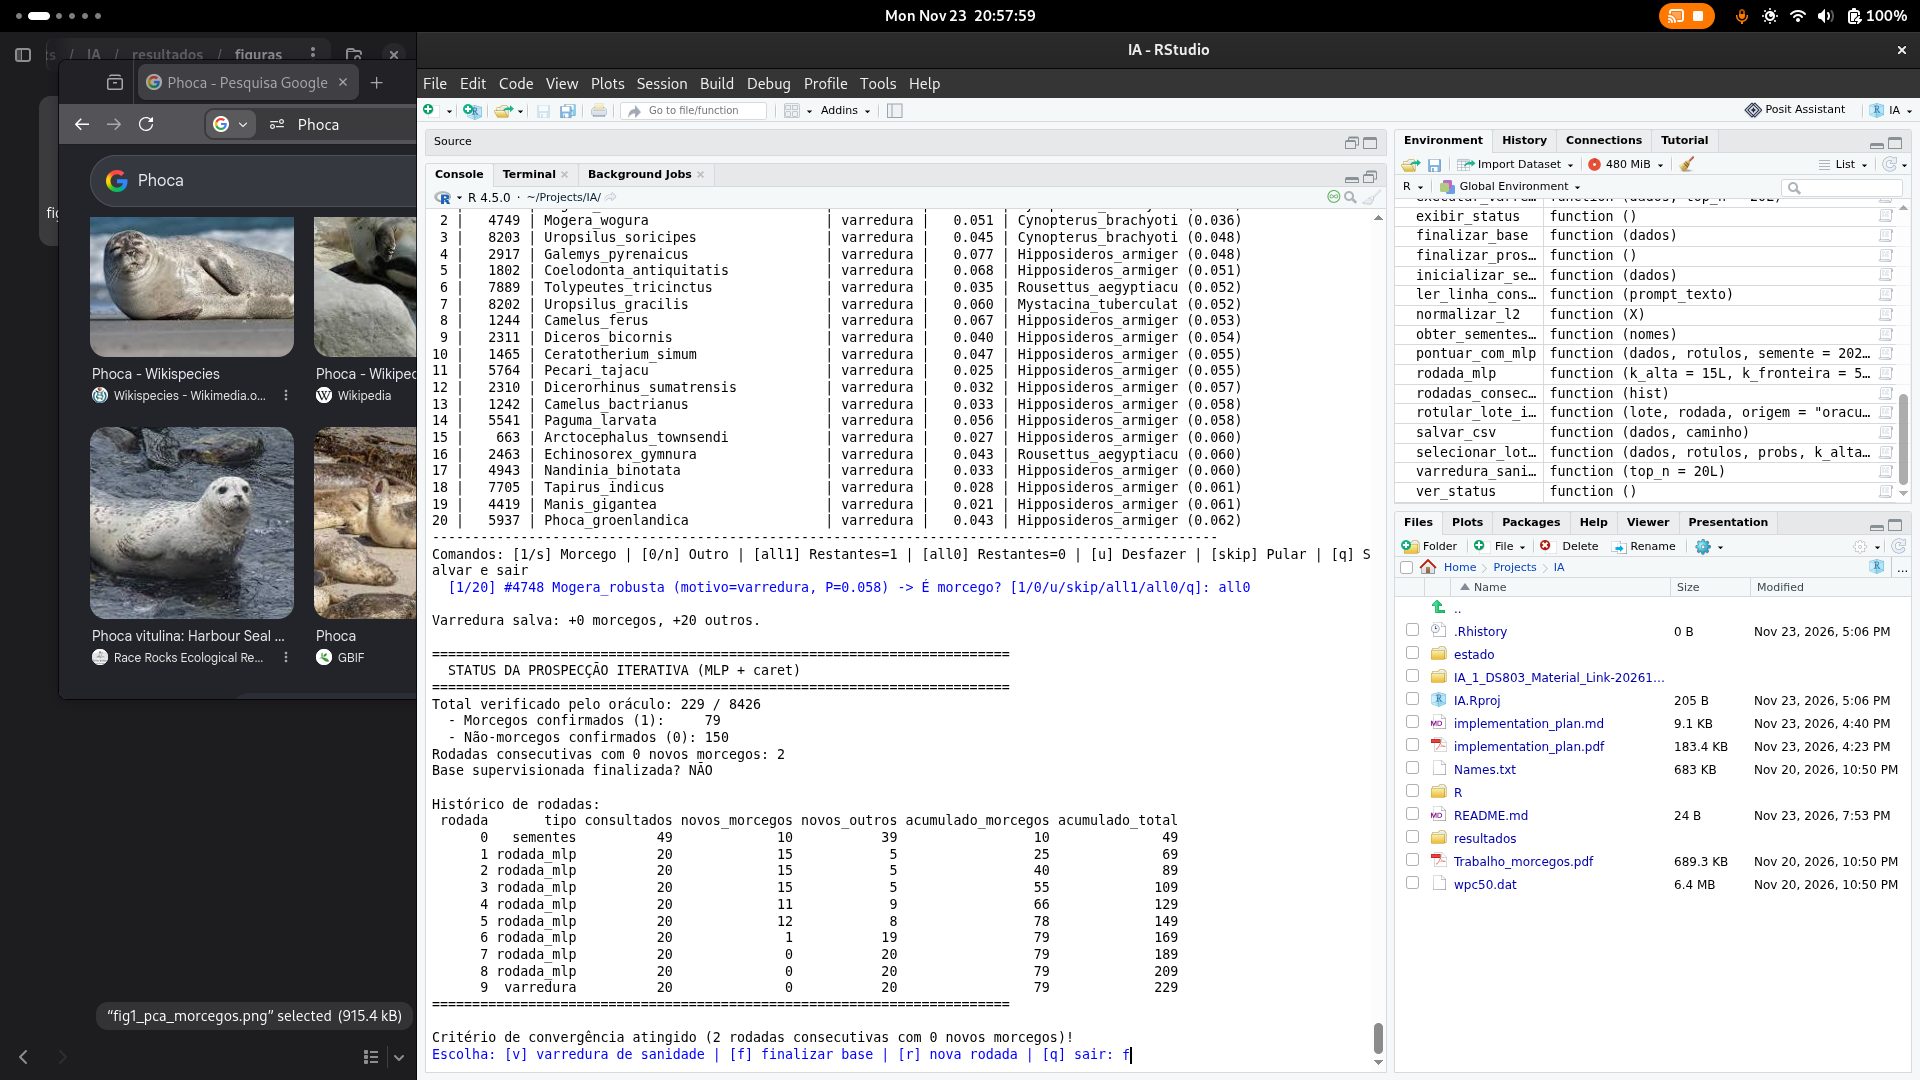 Mon Nov 23 20:57:59
100%
/ IA / resultados / figuras
Phoca - Pesquisa Google
Phoca
Phoca
Phoca - Wikispecies
Wikispecies - Wikimedia.o...
Phoca - Wikipec
Wikipedia
Phoca vitulina: Harbour Seal ...
Race Rocks Ecological Re...
Phoca
GBIF
“fig1_pca_morcegos.png” selected (915.4 kB)
IA - RStudio
File Edit Code View Plots Session Build Debug Profile Tools Help
Go to file/function
Addins
Posit Assistant
IA
Source
Console Terminal Background Jobs
R 4.5.0 · ~/Projects/IA/
2 | 4749 | Mogera_wogura | varredura | 0.051 | Cynopterus_brachyoti (0.036)
3 | 8203 | Uropsilus_soricipes | varredura | 0.045 | Cynopterus_brachyoti (0.048)
4 | 2917 | Galemys_pyrenaicus | varredura | 0.077 | Hipposideros_armiger (0.048)
5 | 1802 | Coelodonta_antiquitatis | varredura | 0.068 | Hipposideros_armiger (0.051)
6 | 7889 | Tolypeutes_tricinctus | varredura | 0.035 | Rousettus_aegyptiacu (0.052)
7 | 8202 | Uropsilus_gracilis | varredura | 0.060 | Mystacina_tuberculat (0.052)
8 | 1244 | Camelus_ferus | varredura | 0.067 | Hipposideros_armiger (0.053)
9 | 2311 | Diceros_bicornis | varredura | 0.040 | Hipposideros_armiger (0.054)
10 | 1465 | Ceratotherium_simum | varredura | 0.047 | Hipposideros_armiger (0.055)
11 | 5764 | Pecari_tajacu | varredura | 0.025 | Hipposideros_armiger (0.055)
12 | 2310 | Dicerorhinus_sumatrensis | varredura | 0.032 | Hipposideros_armiger (0.057)
13 | 1242 | Camelus_bactrianus | varredura | 0.033 | Hipposideros_armiger (0.058)
14 | 5541 | Paguma_larvata | varredura | 0.056 | Hipposideros_armiger (0.058)
15 | 663 | Arctocephalus_townsendi | varredura | 0.027 | Hipposideros_armiger (0.060)
16 | 2463 | Echinosorex_gymnura | varredura | 0.043 | Rousettus_aegyptiacu (0.060)
17 | 4943 | Nandinia_binotata | varredura | 0.033 | Hipposideros_armiger (0.060)
18 | 7705 | Tapirus_indicus | varredura | 0.028 | Hipposideros_armiger (0.061)
19 | 4419 | Manis_gigantea | varredura | 0.021 | Hipposideros_armiger (0.061)
20 | 5937 | Phoca_groenlandica | varredura | 0.043 | Hipposideros_armiger (0.062)
Comandos: [1/s] Morcego | [0/n] Outro | [all1] Restantes=1 | [all0] Restantes=0 | [u] Desfazer | [skip] Pular | [q] S
alvar e sair
[1/20] #4748 Mogera_robusta (motivo=varredura, P=0.058) -> É morcego? [1/0/u/skip/all1/all0/q]: all0
Varredura salva: +0 morcegos, +20 outros.
STATUS DA PROSPECÇÃO ITERATIVA (MLP + caret)
Total verificado pelo oráculo: 229 / 8426
- Morcegos confirmados (1): 79
- Não-morcegos confirmados (0): 150
Rodadas consecutivas com 0 novos morcegos: 2
Base supervisionada finalizada? NÃO
Histórico de rodadas:
rodada tipo consultados novos_morcegos novos_outros acumulado_morcegos acumulado_total
0 sementes 49 10 39 10 49
1 rodada_mlp 20 15 5 25 69
2 rodada_mlp 20 15 5 40 89
3 rodada_mlp 20 15 5 55 109
4 rodada_mlp 20 11 9 66 129
5 rodada_mlp 20 12 8 78 149
6 rodada_mlp 20 1 19 79 169
7 rodada_mlp 20 0 20 79 189
8 rodada_mlp 20 0 20 79 209
9 varredura 20 0 20 79 229
Critério de convergência atingido (2 rodadas consecutivas com 0 novos morcegos)!
Escolha: [v] varredura de sanidade | [f] finalizar base | [r] nova rodada | [q] sair: f
Environment History Connections Tutorial
Import Dataset 480 MiB List
R Global Environment
exibir_status function ()
finalizar_base function (dados)
finalizar_pros… function ()
inicializar_se… function (dados)
ler_linha_cons… function (prompt_texto)
normalizar_l2 function (X)
obter_sementes… function (nomes)
pontuar_com_mlp function (dados, rotulos, semente = 202…
rodada_mlp function (k_alta = 15L, k_fronteira = 5…
rodadas_consec… function (hist)
rotular_lote_i… function (lote, rodada, origem = "oracu…
salvar_csv function (dados, caminho)
selecionar_lot… function (dados, rotulos, probs, k_alta…
varredura_sani… function (top_n = 20L)
ver_status function ()
Files Plots Packages Help Viewer Presentation
Folder File Delete Rename
Home Projects IA ...
Name Size Modified
..
.Rhistory 0 B Nov 23, 2026, 5:06 PM
estado
IA_1_DS803_Material_Link-20261...
IA.Rproj 205 B Nov 23, 2026, 5:06 PM
implementation_plan.md 9.1 KB Nov 23, 2026, 4:40 PM
implementation_plan.pdf 183.4 KB Nov 23, 2026, 4:23 PM
Names.txt 683 KB Nov 20, 2026, 10:50 PM
R
README.md 24 B Nov 23, 2026, 7:53 PM
resultados
Trabalho_morcegos.pdf 689.3 KB Nov 20, 2026, 10:50 PM
wpc50.dat 6.4 MB Nov 20, 2026, 10:50 PM